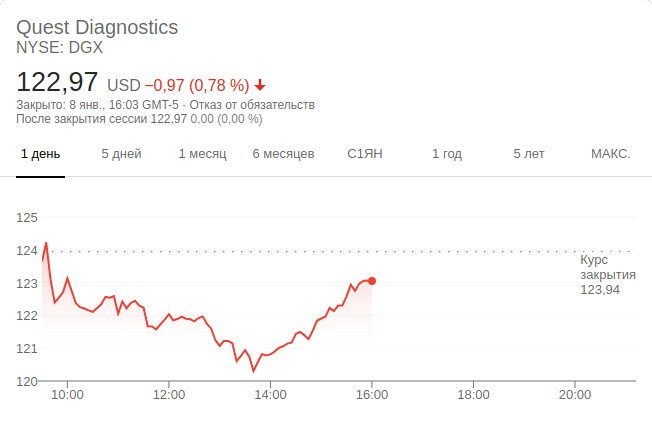 Quest Diagnostics
NYSE: DGX
122,97 USD −0,97 (0,78 %)
Закрыто: 8 янв., 16:03 GMT-5 · Отказ от обязательств
После закрытия сессии 122,97 0,00 (0,00 %)
1 день 5 дней 1 месяц 6 месяцев С1ЯН 1 год 5 лет МАКС.
125
124
Курс
закрытия
123,94
123
122
121
120
10:00 12:00 14:00 16:00 18:00 20:00